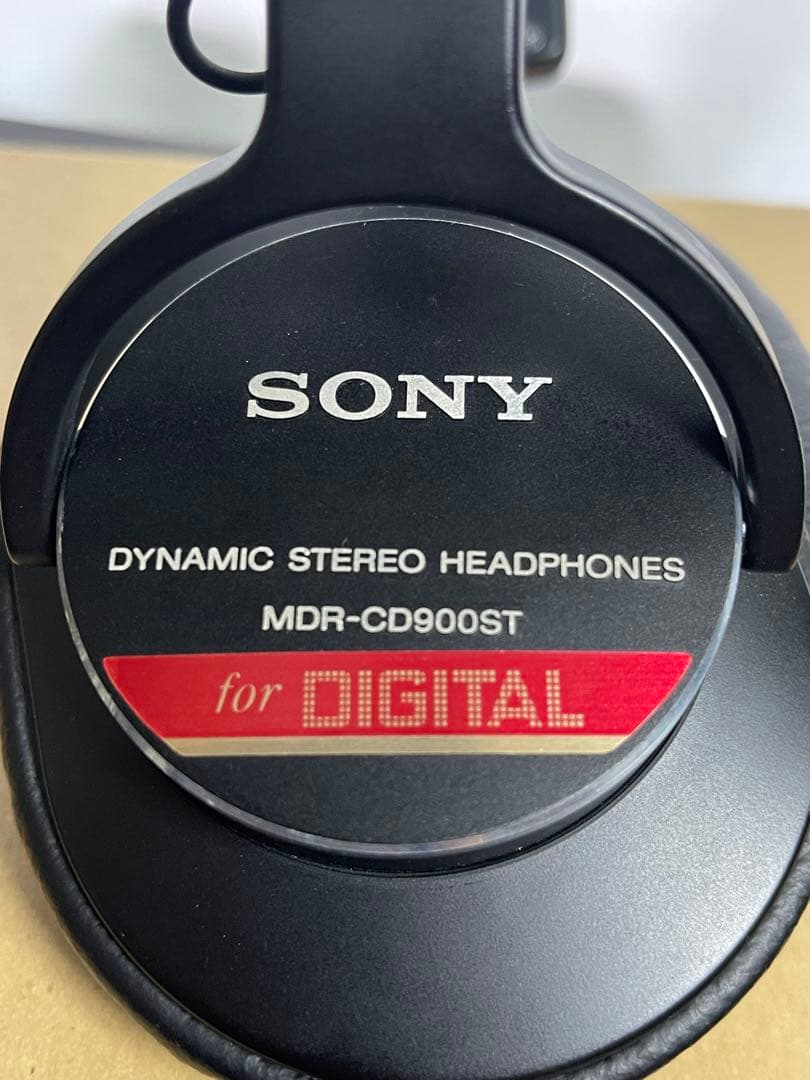 SONY
DYNAMIC STEREO HEADPHONES
MDR-CD900ST
for DIGITAL